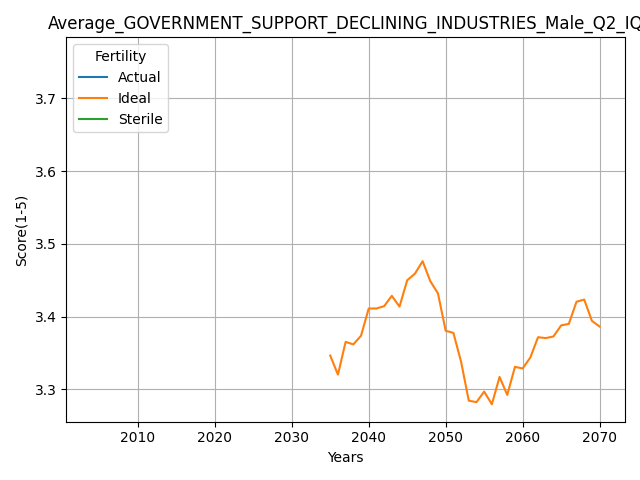 Average_GOVERNMENT_SUPPORT_DECLINING_INDUSTRIES_Male_Q2_IQ
Fertility
Actual
Ideal
Sterile
3.7
3.6
3.5
3.4
3.3
Score(1-5)
2010 2020 2030 2040 2050 2060 2070
Years